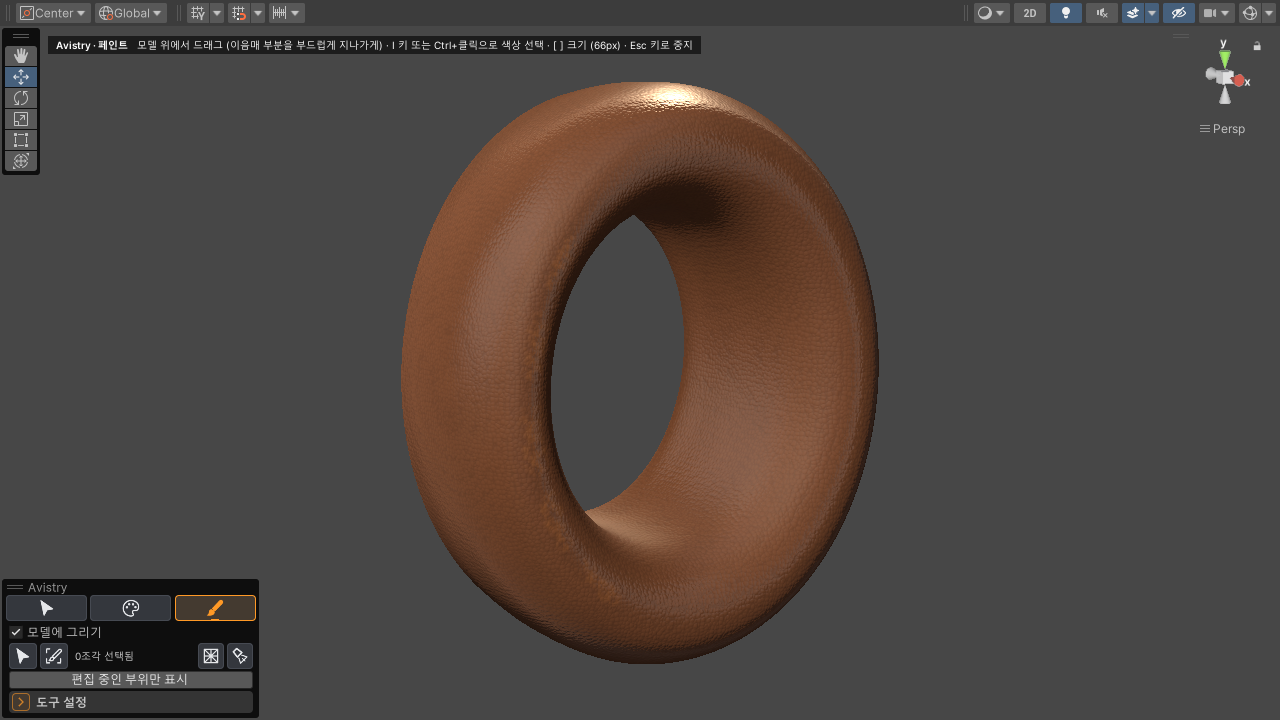 Center
Global
2D
Avistry · 페인트 모델 위에서 드래그 (이음매 부분을 부드럽게 지나가게) · I 키 또는 Ctrl+클릭으로 색상 선택 · [ ] 크기 (66px) · Esc 키로 중지
y
x
Persp
Avistry
모델에 그리기
0조각 선택됨
편집 중인 부위만 표시
도구 설정